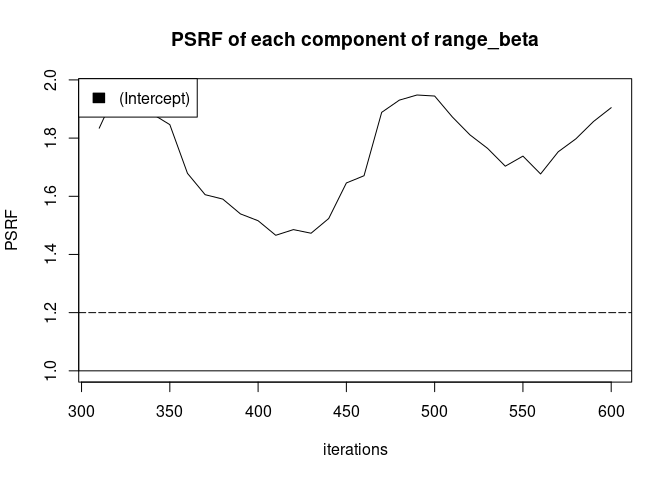 PSRF of each component of range_beta
(Intercept)
PSRF
2.0
1.8
1.6
1.4
1.2
1.0
300 350 400 450 500 550 600
iterations